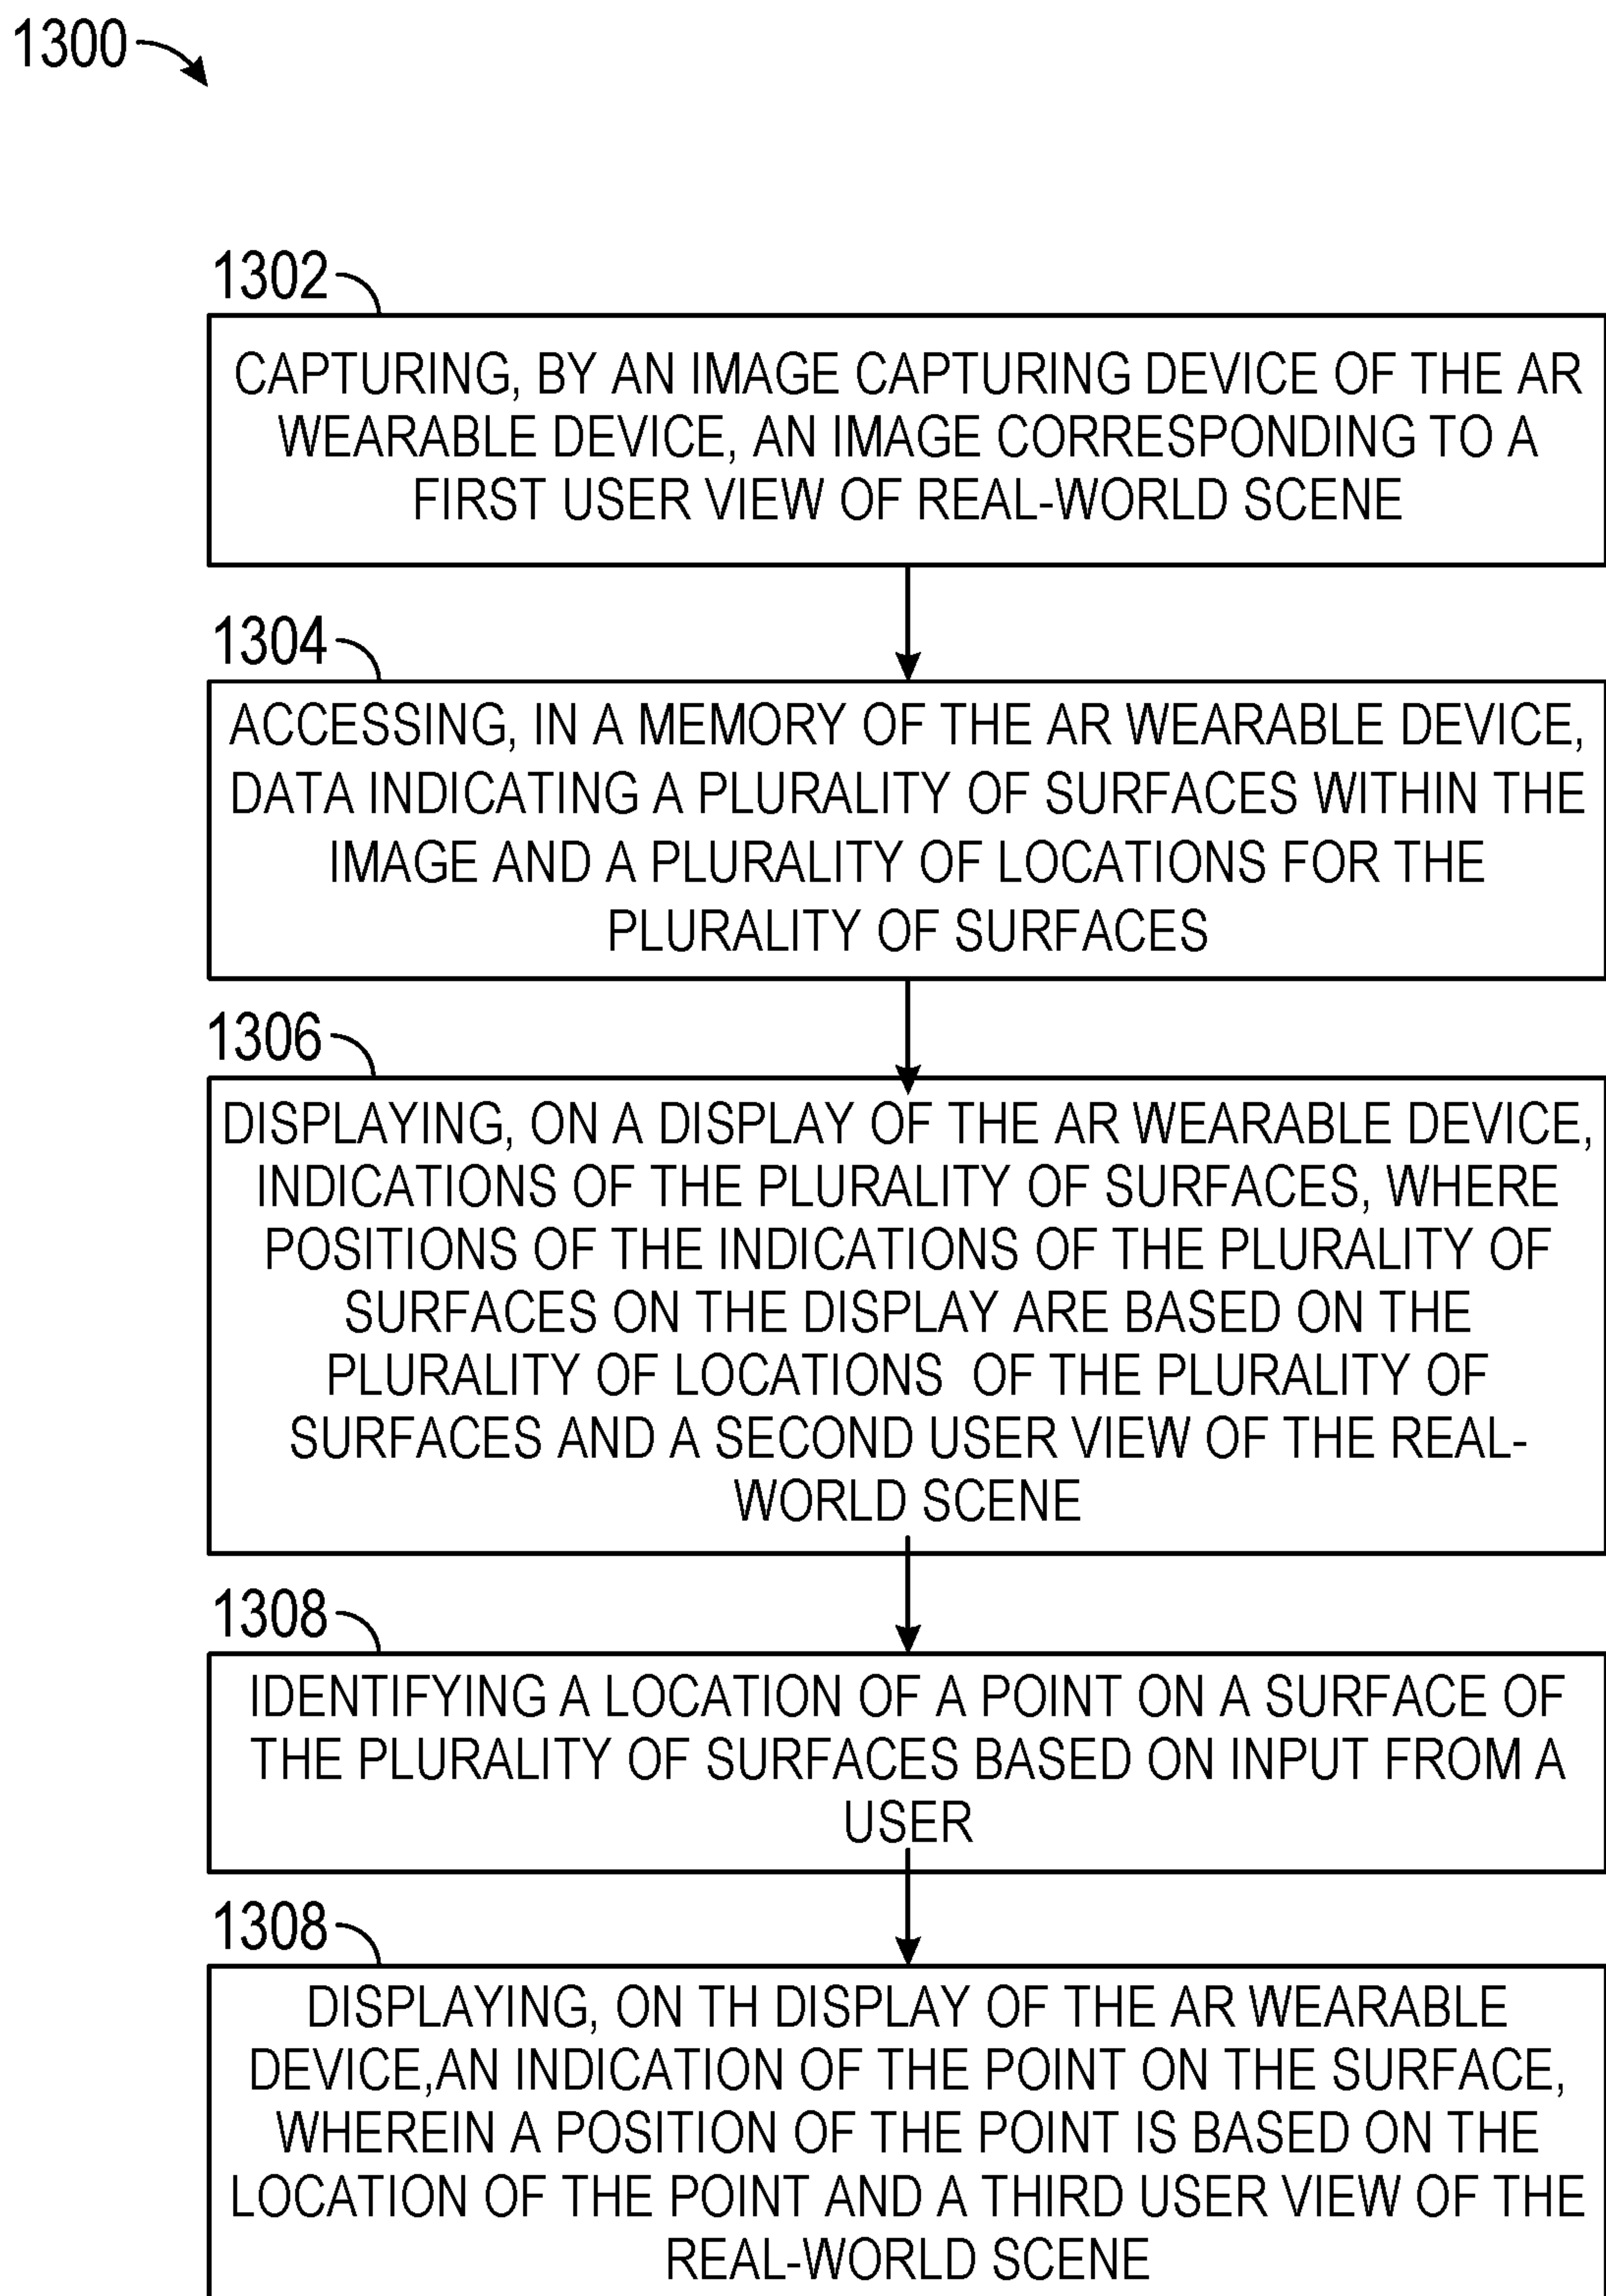 1300
1302
CAPTURING, BY AN IMAGE CAPTURING DEVICE OF THE AR
WEARABLE DEVICE, AN IMAGE CORRESPONDING TO A
FIRST USER VIEW OF REAL-WORLD SCENE
1304
ACCESSING, IN A MEMORY OF THE AR WEARABLE DEVICE,
DATA INDICATING A PLURALITY OF SURFACES WITHIN THE
IMAGE AND A PLURALITY OF LOCATIONS FOR THE
PLURALITY OF SURFACES
1306
DISPLAYING, ON A DISPLAY OF THE AR WEARABLE DEVICE,
INDICATIONS OF THE PLURALITY OF SURFACES, WHERE
POSITIONS OF THE INDICATIONS OF THE PLURALITY OF
SURFACES ON THE DISPLAY ARE BASED ON THE
PLURALITY OF LOCATIONS OF THE PLURALITY OF
SURFACES AND A SECOND USER VIEW OF THE REAL-
WORLD SCENE
1308
IDENTIFYING A LOCATION OF A POINT ON A SURFACE OF
THE PLURALITY OF SURFACES BASED ON INPUT FROM A
USER
1308
DISPLAYING, ON TH DISPLAY OF THE AR WEARABLE
DEVICE,AN INDICATION OF THE POINT ON THE SURFACE,
WHEREIN A POSITION OF THE POINT IS BASED ON THE
LOCATION OF THE POINT AND A THIRD USER VIEW OF THE
REAL-WORLD SCENE